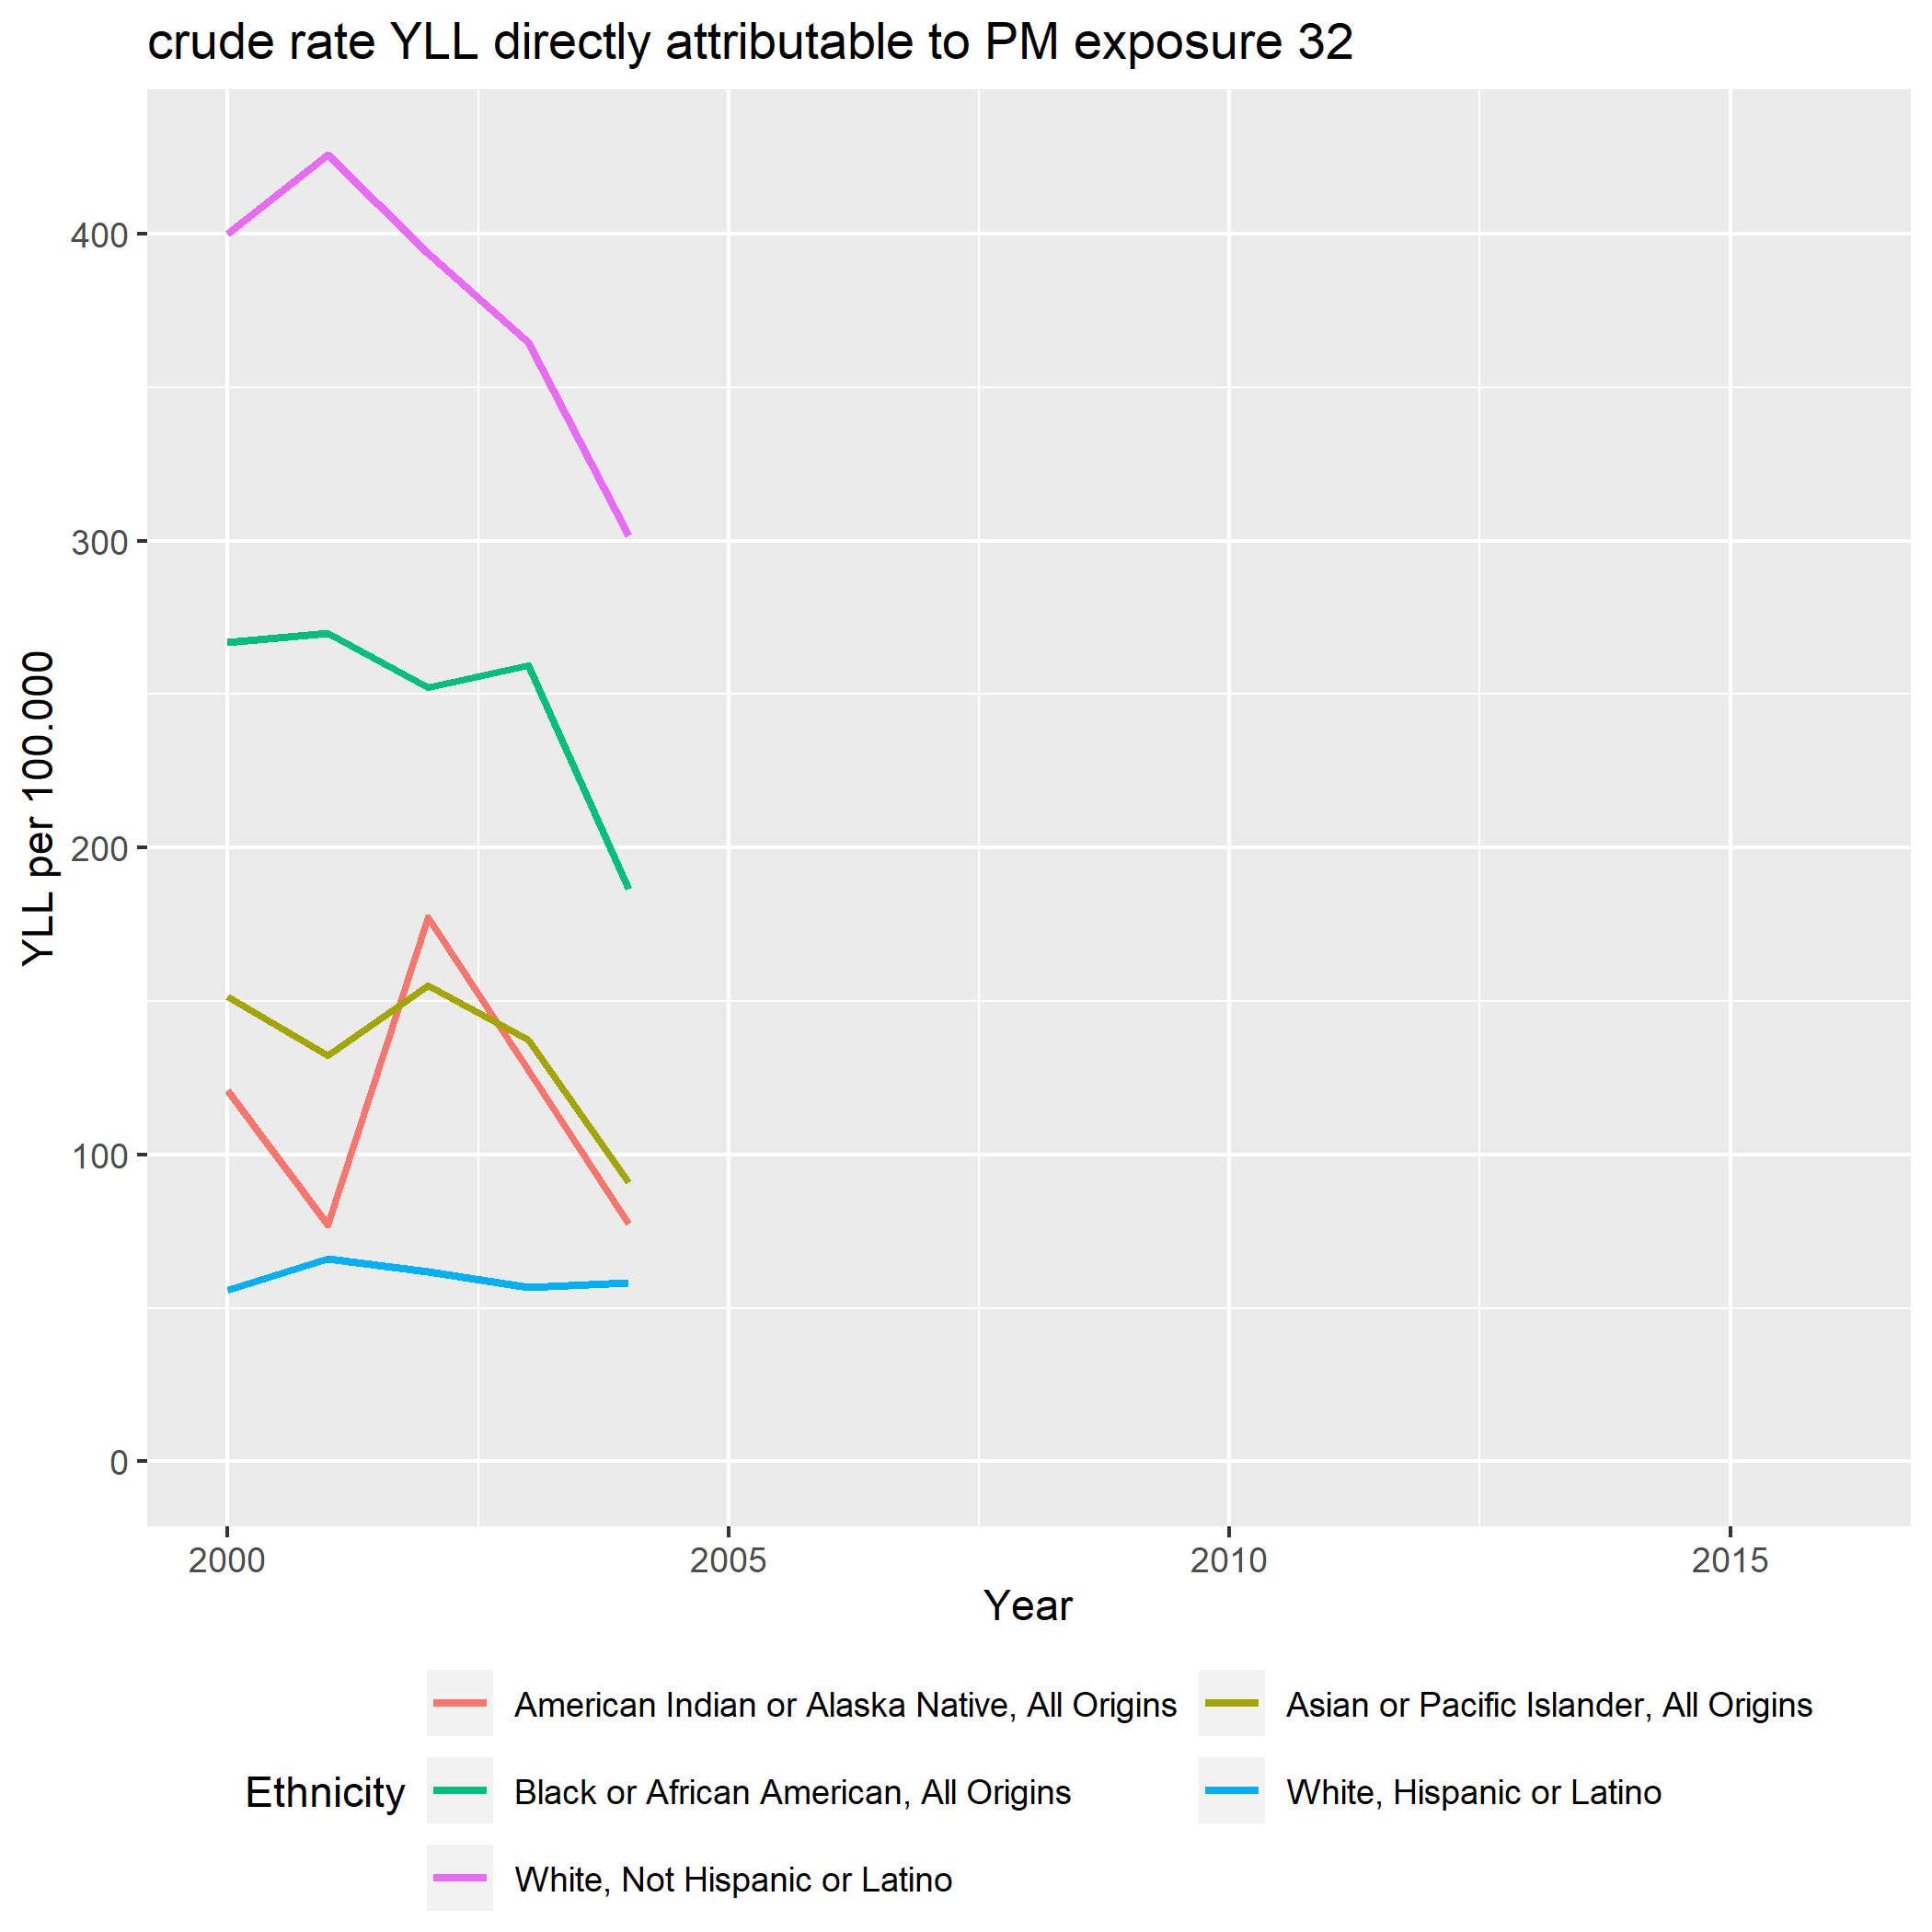 crude rate YLL directly attributable to PM exposure 32
YLL per 100.000
400
300
200
100
0
2000 2005 2010 2015
Year
Ethnicity
American Indian or Alaska Native, All Origins
Asian or Pacific Islander, All Origins
Black or African American, All Origins
White, Hispanic or Latino
White, Not Hispanic or Latino